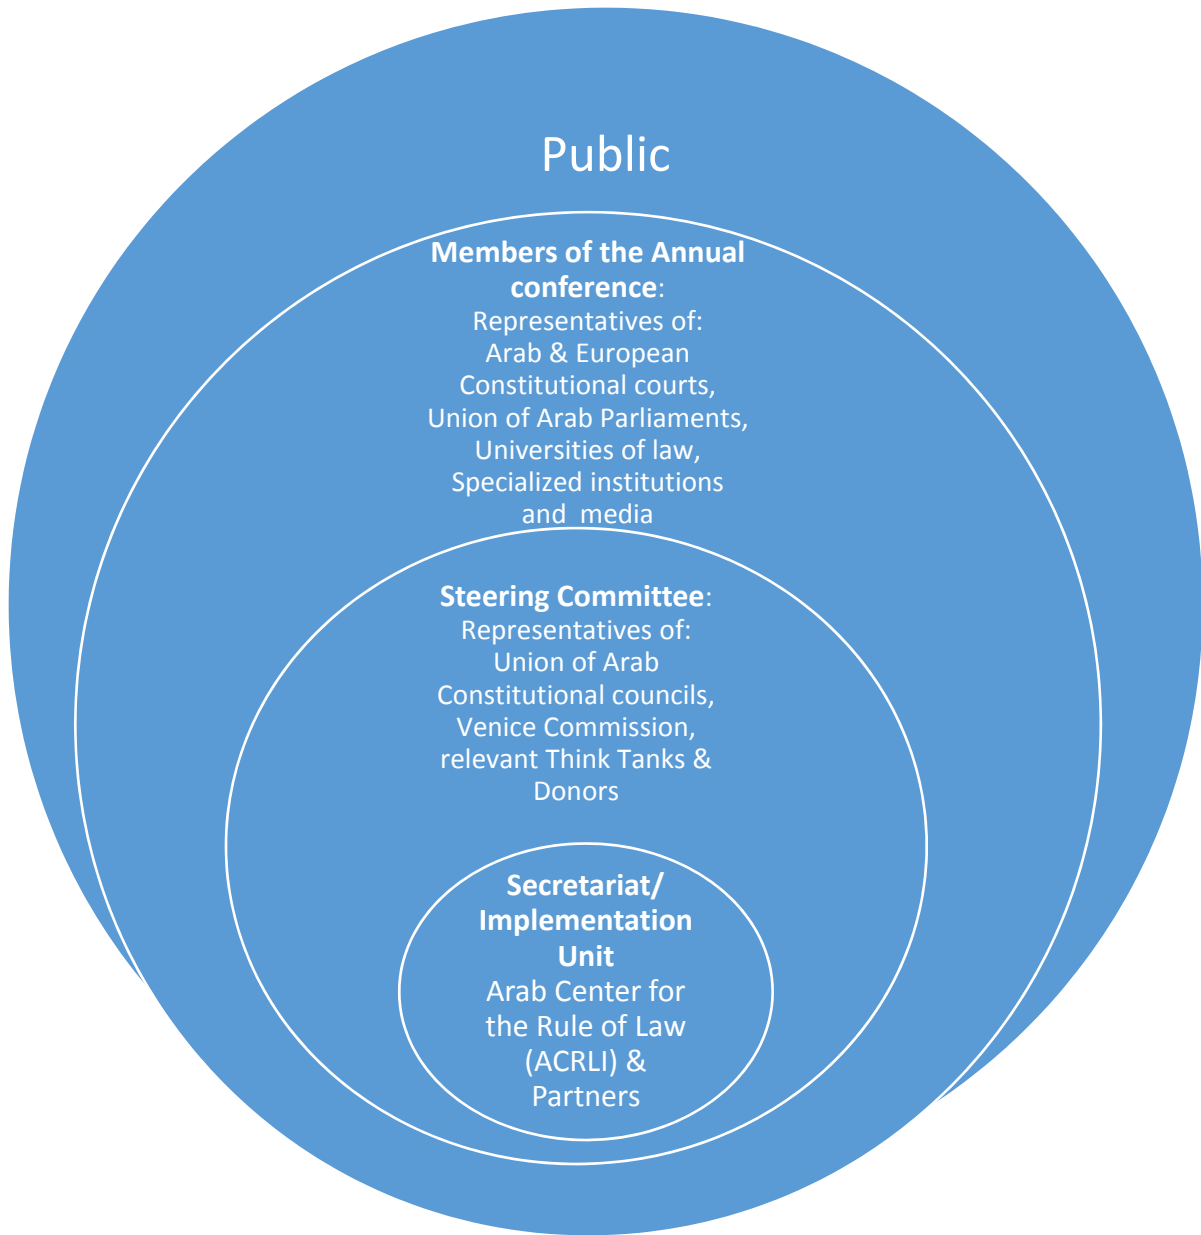 Public
Members of the Annual
conference:
Representatives of:
Arab & European
Constitutional courts,
Union of Arab Parliaments,
Universities of law,
Specialized institutions
and  media
Steering Committee:
Representatives of:
Union of Arab
Constitutional councils,
Venice Commission,
relevant Think Tanks &
Donors
Secretariat/
Implementation
Unit
Arab Center for
the Rule of Law
(ACRLI) &
Partners